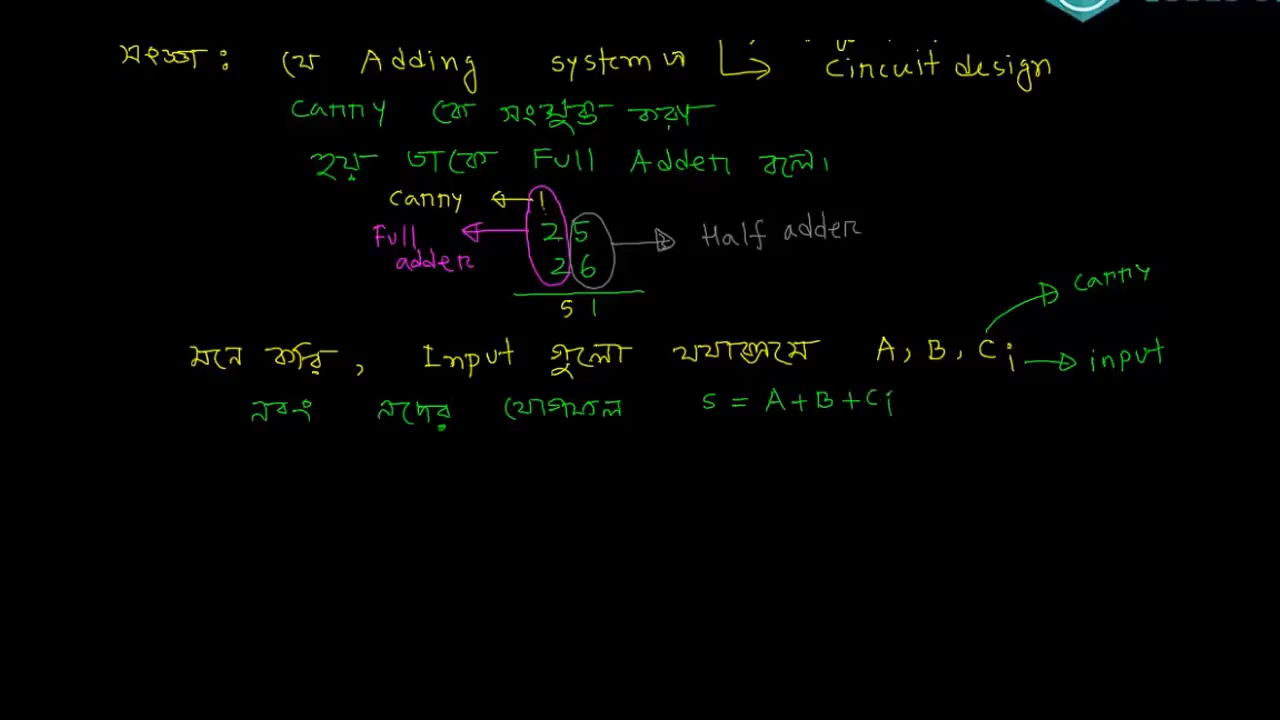 সংজ্ঞা : যে Adding system এ
circuit design
carry কে সংযুক্ত করা
হয় তাকে Full Adder বলে।
carry
1
Full adder
2 5
2 6
Half adder
5 1
carry
মনে করি, Input গুলো যথাক্রমে A, B, Ci
input
এবং এদের যোগফল S = A + B + Ci